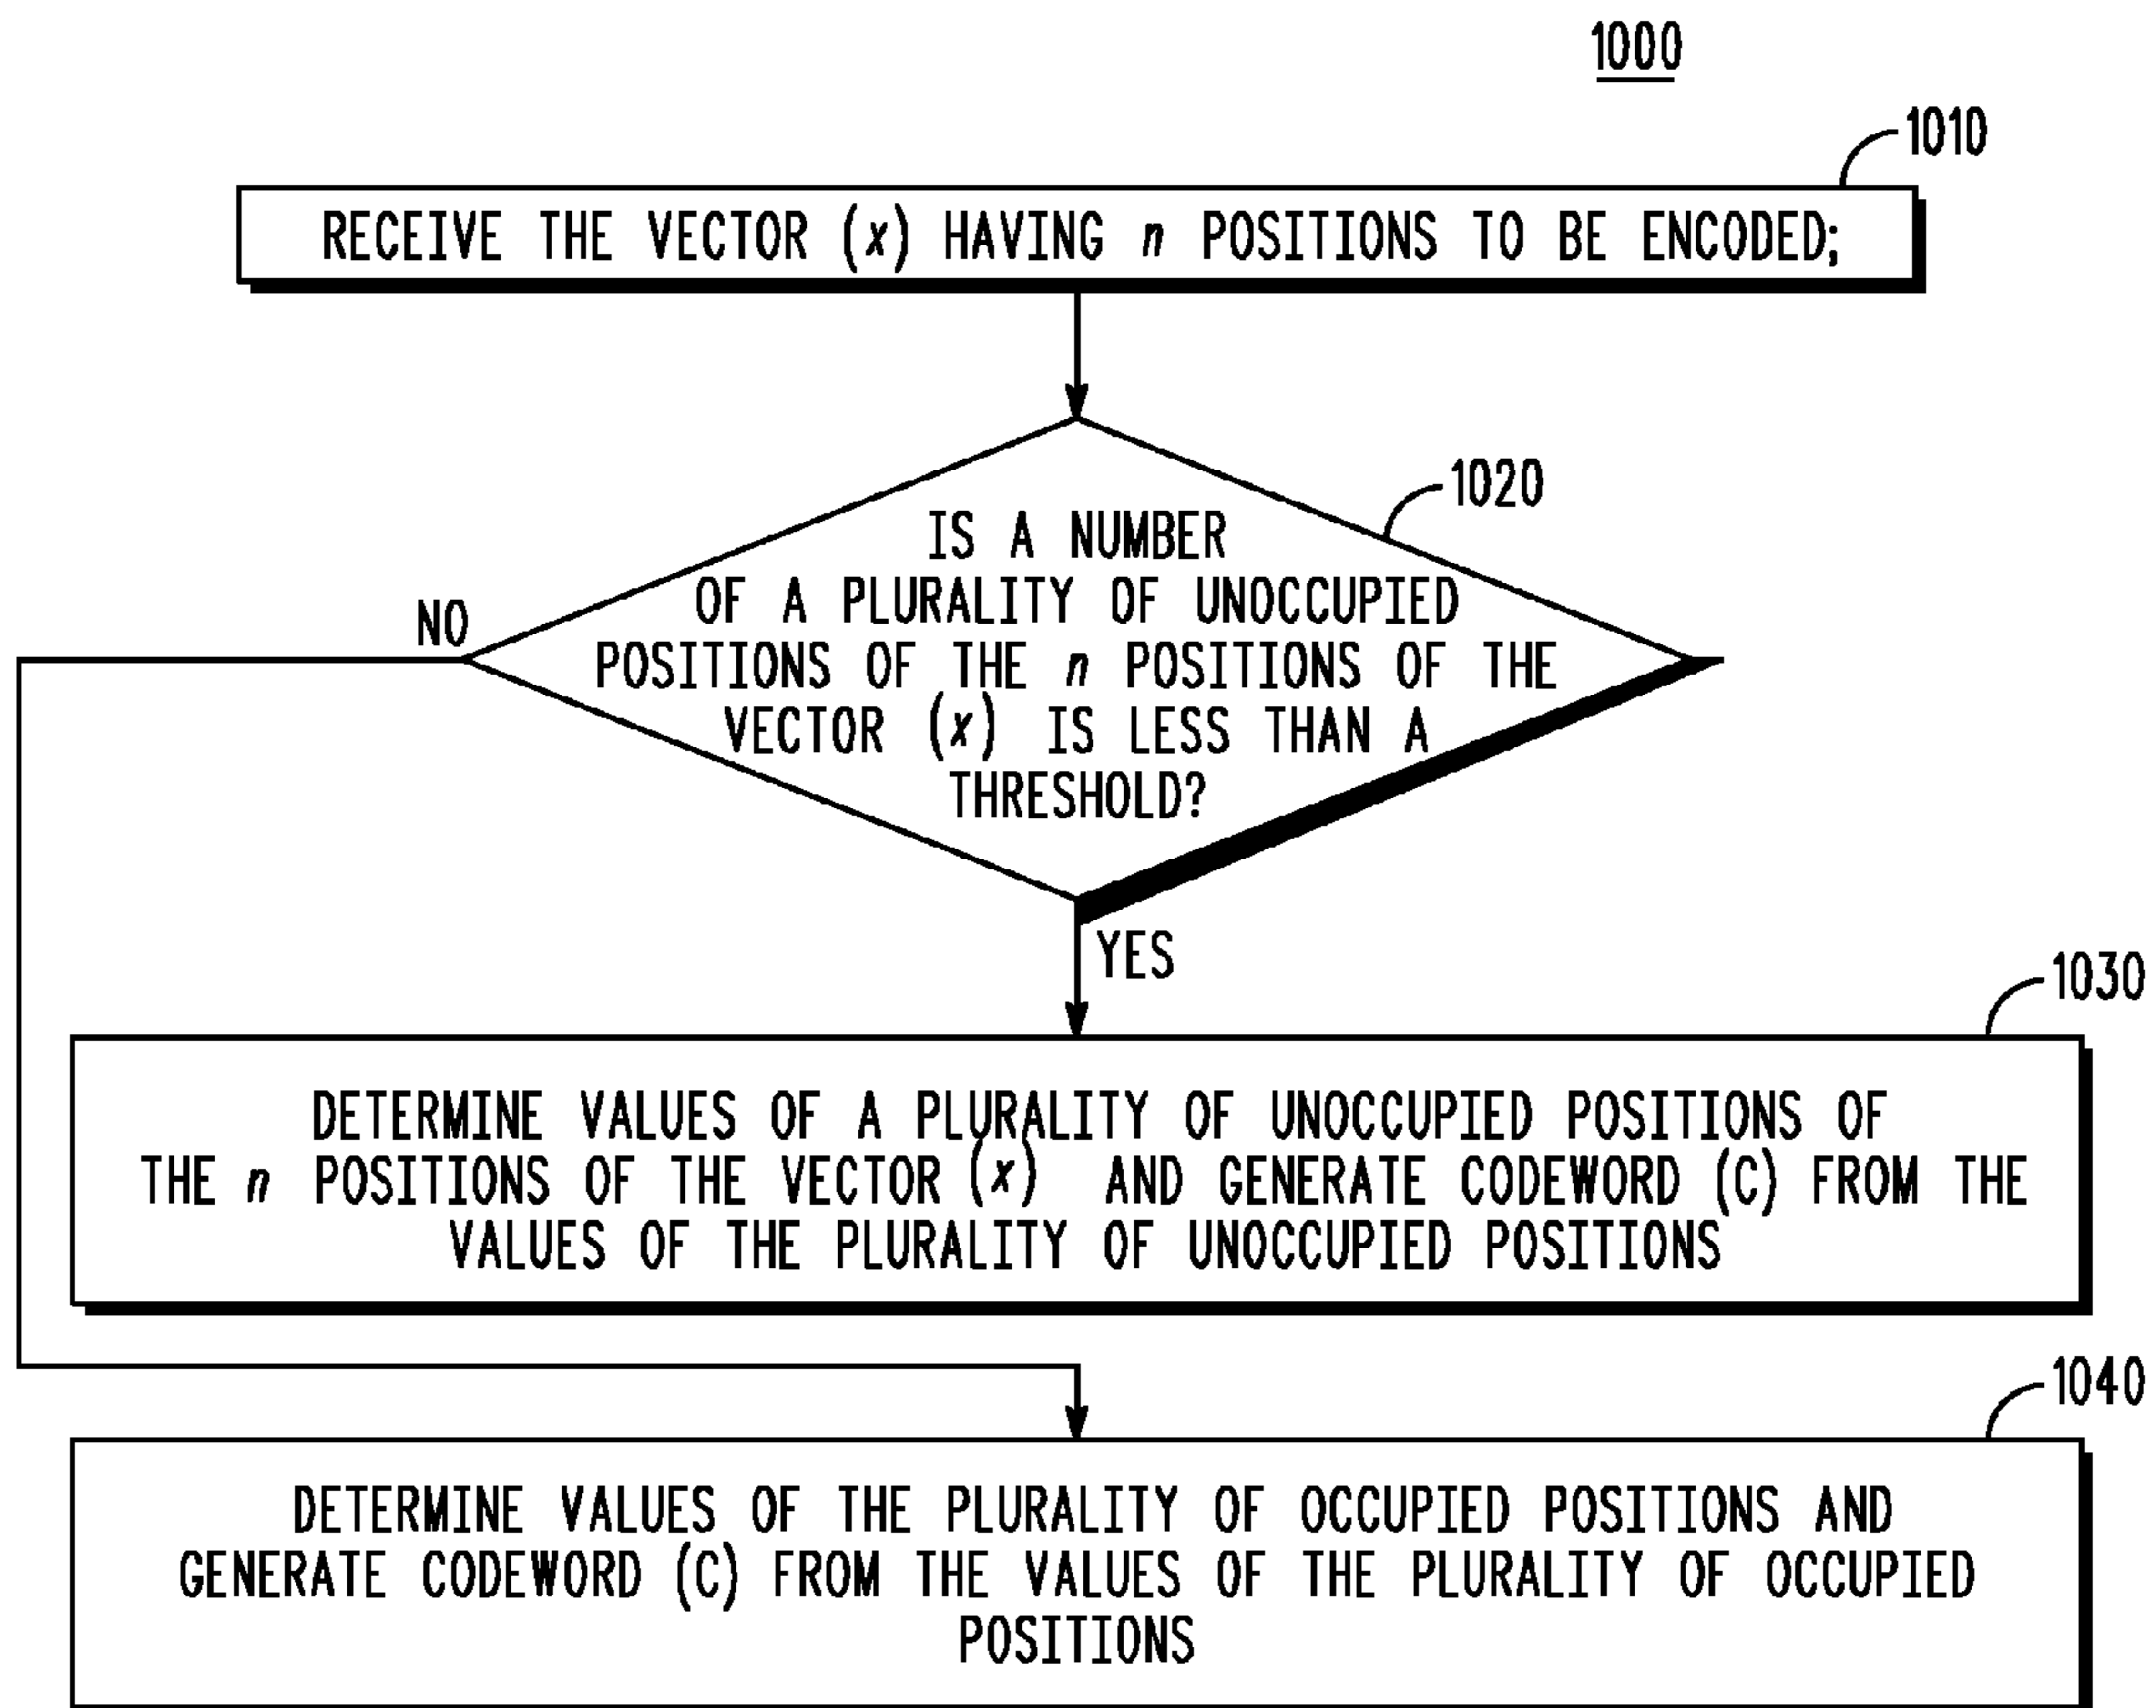 1000
1010
RECEIVE THE VECTOR (x) HAVING n POSITIONS TO BE ENCODED;
1020
IS A NUMBER
OF A PLURALITY OF UNOCCUPIED
POSITIONS OF THE n POSITIONS OF THE
VECTOR (x) IS LESS THAN A
THRESHOLD?
NO
YES
1030
DETERMINE VALUES OF A PLURALITY OF UNOCCUPIED POSITIONS OF
THE n POSITIONS OF THE VECTOR (x) AND GENERATE CODEWORD (C) FROM THE
VALUES OF THE PLURALITY OF UNOCCUPIED POSITIONS
1040
DETERMINE VALUES OF THE PLURALITY OF OCCUPIED POSITIONS AND
GENERATE CODEWORD (C) FROM THE VALUES OF THE PLURALITY OF OCCUPIED
POSITIONS